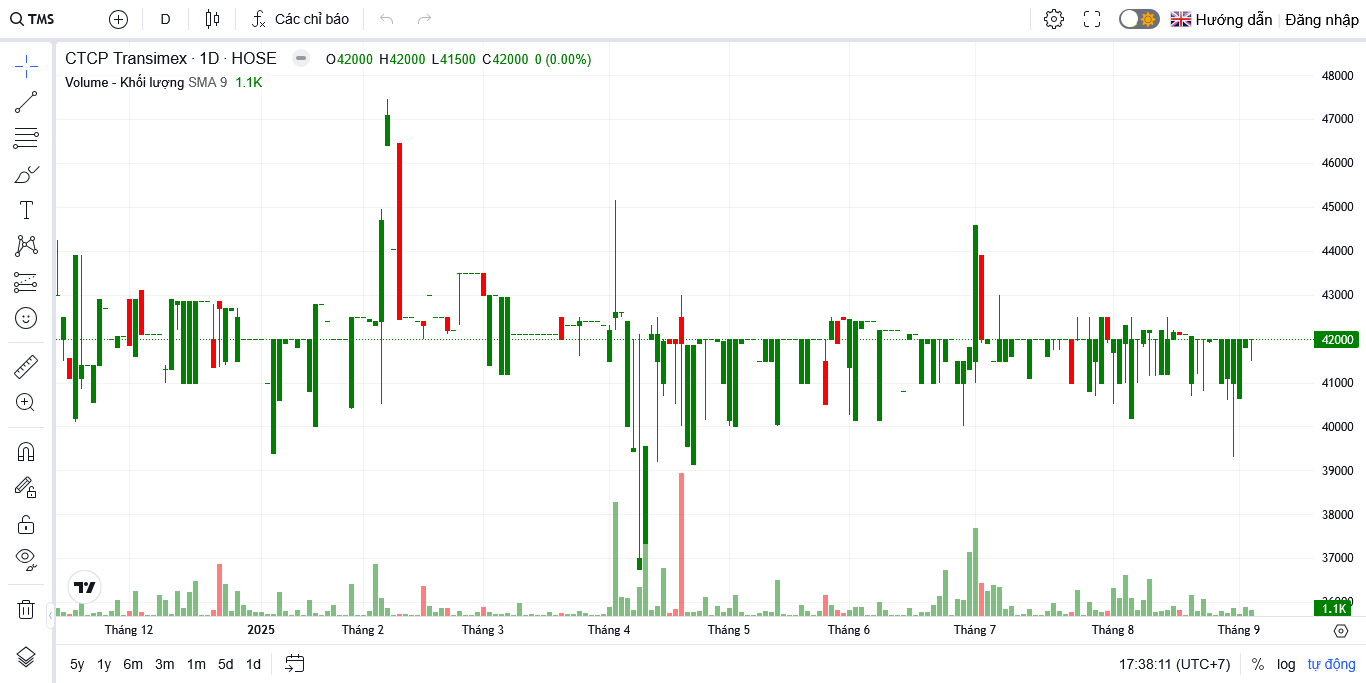 TMS D Các chỉ báo Hướng dẫn Đăng nhập
CTCP Transimex · 1D · HOSE O42000 H42000 L41500 C42000 0 (0.00%)
Volume - Khối lượng SMA 9 1.1K
48000
47000
46000
45000
44000
43000
42000
41000
40000
39000
38000
37000
36000
1.1K
Tháng 12 2025 Tháng 2 Tháng 3 Tháng 4 Tháng 5 Tháng 6 Tháng 7 Tháng 8 Tháng 9
5y 1y 6m 3m 1m 5d 1d 17:38:11 (UTC+7) % log tự động